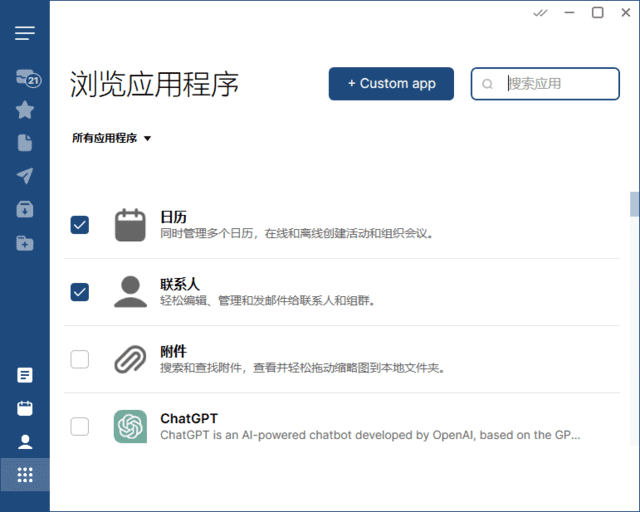 21
浏览应用程序
+ Custom app
搜索应用
所有应用程序
日历
同时管理多个日历，在线和离线创建活动和组织会议。
联系人
轻松编辑、管理和发邮件给联系人和组群。
附件
搜索和查找附件，查看并轻松拖动缩略图到本地文件夹。
ChatGPT
ChatGPT is an AI-powered chatbot developed by OpenAI, based on the GP...